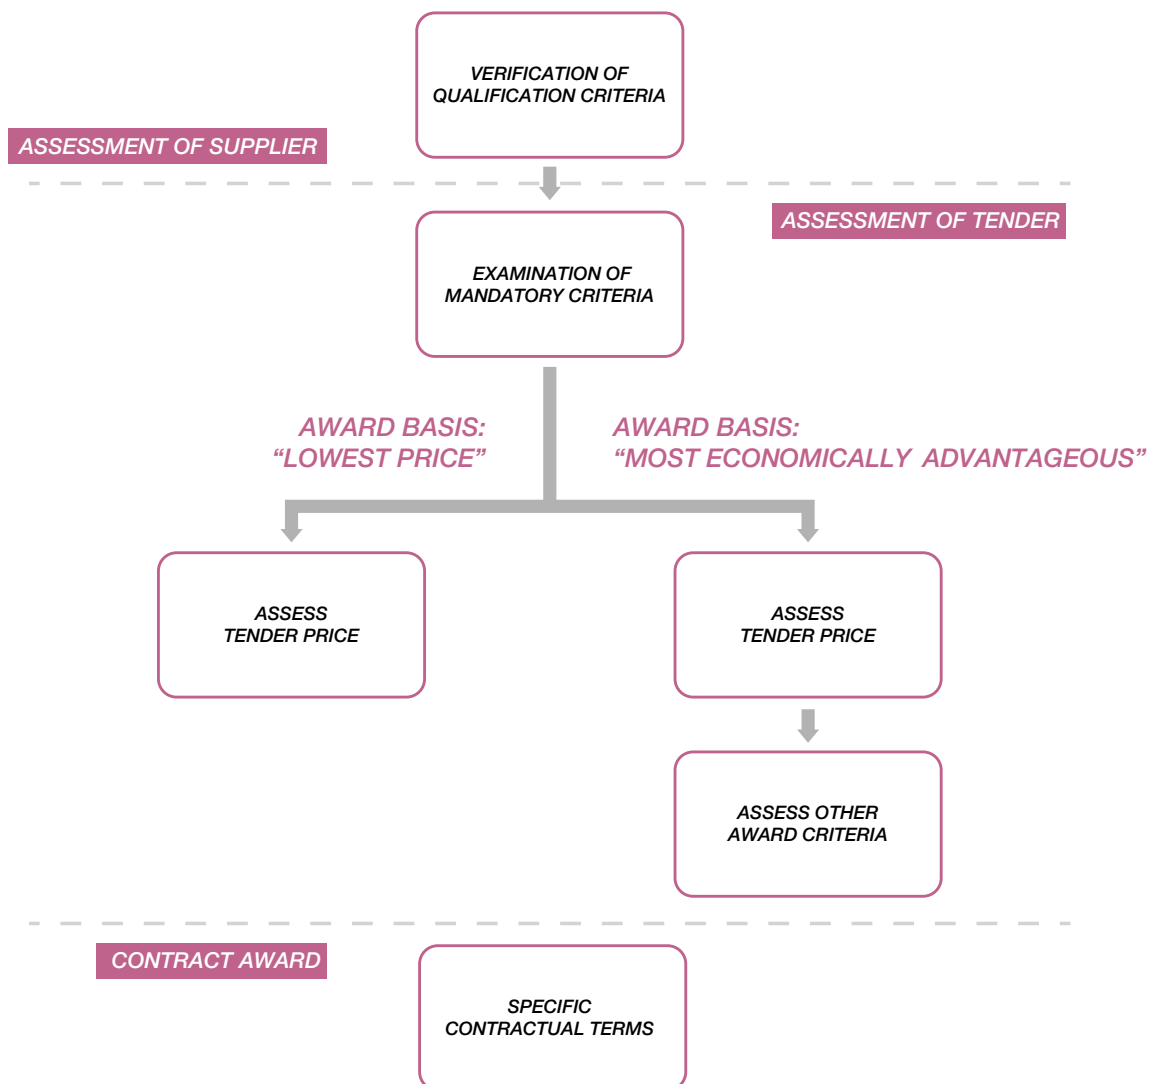 VERIFICATION OF
QUALIFICATION CRITERIA
ASSESSMENT OF SUPPLIER
ASSESSMENT OF TENDER
EXAMINATION OF
MANDATORY CRITERIA
AWARD BASIS:
“LOWEST PRICE”
AWARD BASIS:
“MOST ECONOMICALLY ADVANTAGEOUS”
ASSESS
TENDER PRICE
ASSESS
TENDER PRICE
ASSESS OTHER
AWARD CRITERIA
CONTRACT AWARD
SPECIFIC
CONTRACTUAL TERMS